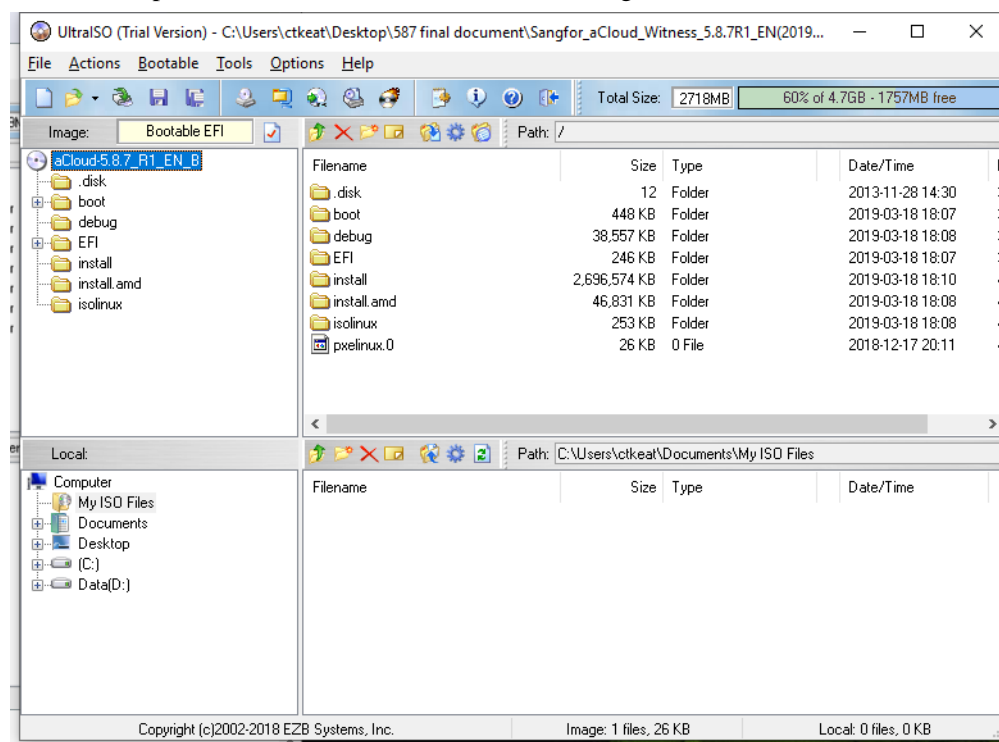 UltraISO (Trial Version) - C:\Users\ctkeat\Desktop\587 final document\Sangfor_aCloud_Witness_5.8.7R1_EN(2019...
File Actions Bootable Tools Options Help
Total Size: 2718MB 60% of 4.7GB - 1757MB free
Image: Bootable EFI Path: /
aCloud-5.8.7_R1_EN_B
.disk
boot
debug
EFI
install
install.amd
isolinux
Filename Size Type Date/Time
.disk 12 Folder 2013-11-28 14:30
boot 448 KB Folder 2019-03-18 18:07
debug 38,557 KB Folder 2019-03-18 18:08
EFI 246 KB Folder 2019-03-18 18:07
install 2,696,574 KB Folder 2019-03-18 18:10
install.amd 46,831 KB Folder 2019-03-18 18:08
isolinux 253 KB Folder 2019-03-18 18:08
pxelinux.0 26 KB 0 File 2018-12-17 20:11
Local: Path: C:\Users\ctkeat\Documents\My ISO Files
Computer
My ISO Files
Documents
Desktop
(C:)
Data(D:)
Filename Size Type Date/Time
Copyright (c)2002-2018 EZB Systems, Inc. Image: 1 files, 26 KB Local: 0 files, 0 KB